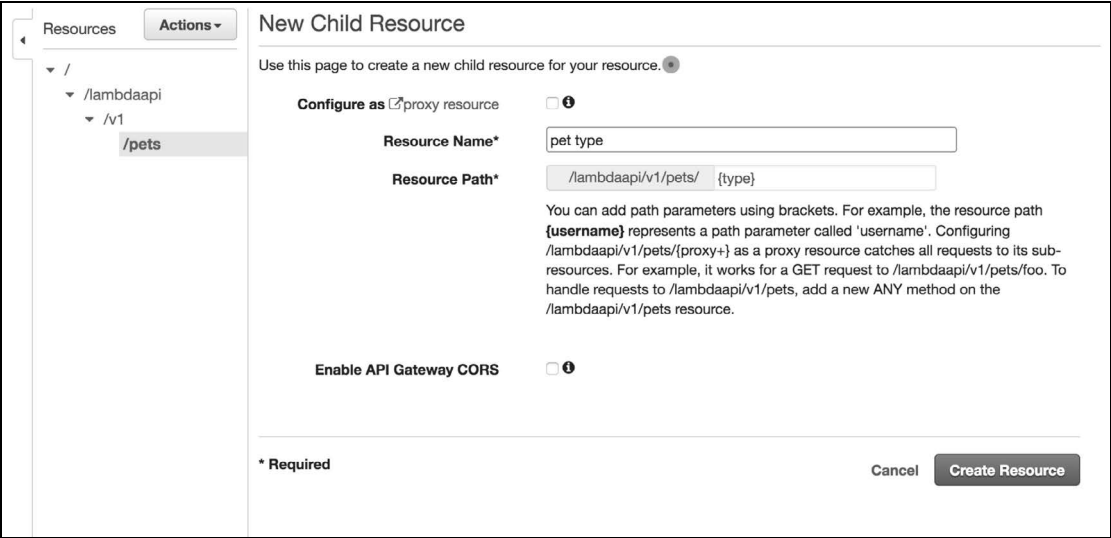 Resources
Actions
New Child Resource
/
/lambdaapi
/v1
/pets
Use this page to create a new child resource for your resource.
Configure as proxy resource
Resource Name*
pet type
Resource Path*
/lambdaapi/v1/pets/ {type}
You can add path parameters using brackets. For example, the resource path
{username} represents a path parameter called 'username'. Configuring
/lambdaapi/v1/pets/{proxy+} as a proxy resource catches all requests to its sub-
resources. For example, it works for a GET request to /lambdaapi/v1/pets/foo. To
handle requests to /lambdaapi/v1/pets, add a new ANY method on the
/lambdaapi/v1/pets resource.
Enable API Gateway CORS
* Required
Cancel
Create Resource